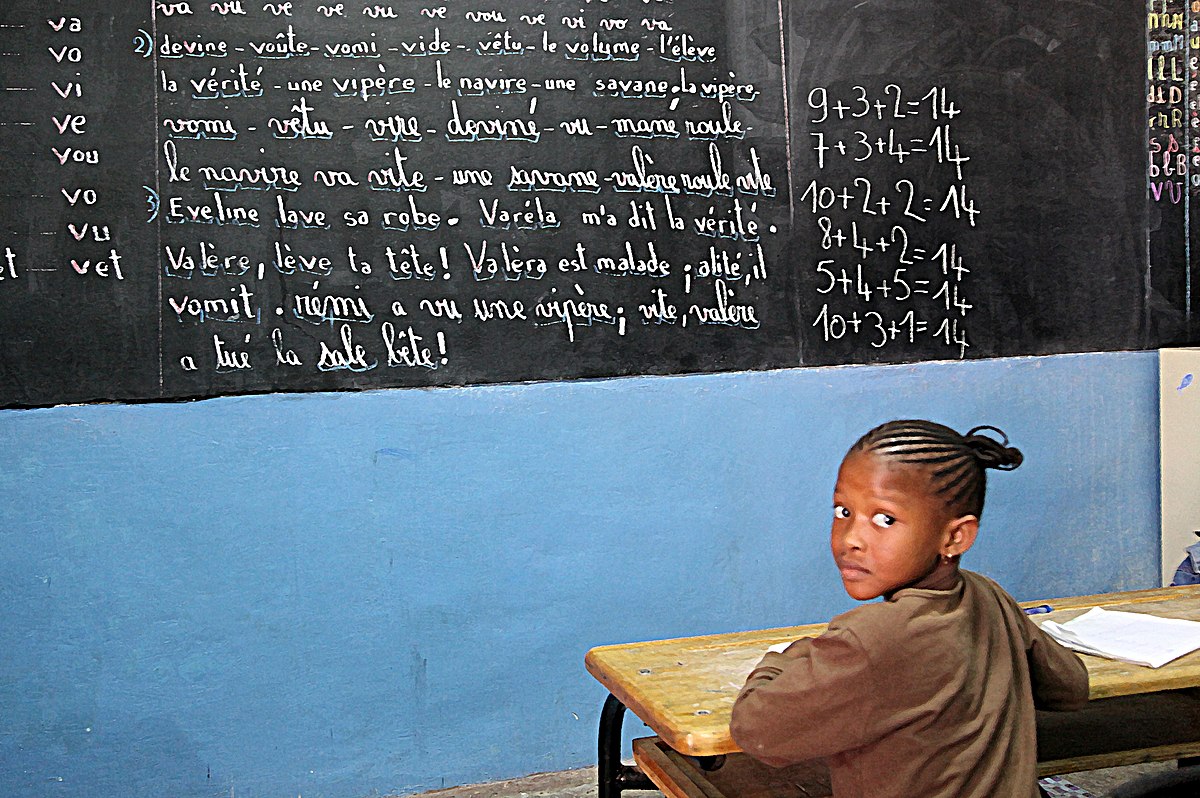 va
vo
vi
ve
you
vo
vu
et vet
va vu ve ve vu ve vou ve vi vo va
2) devine - voûte - vomi - vide - vêtu - le volume - l'élève
la vérité - une vipère - le navire - une savane . la vipère
vomi - vêtu - vire - deviné - vu - mané roule
le navire va vite - une savane - valère roule vite
3) Eveline lave sa robe. Varéla m'a dit la vérité.
Valère, lève ta tête! Valèra est malade ; alité, il
vomit . rémi a vu une vipère ; vite, valère
a tué la sale bête!
9+3+2=14
7+3+4=14
10+2+2=14
8+4+2=14
5+4+5=14
10+3+1=14
m n N
m m M
l l L
d d D
r r R
s s
b b B
v V